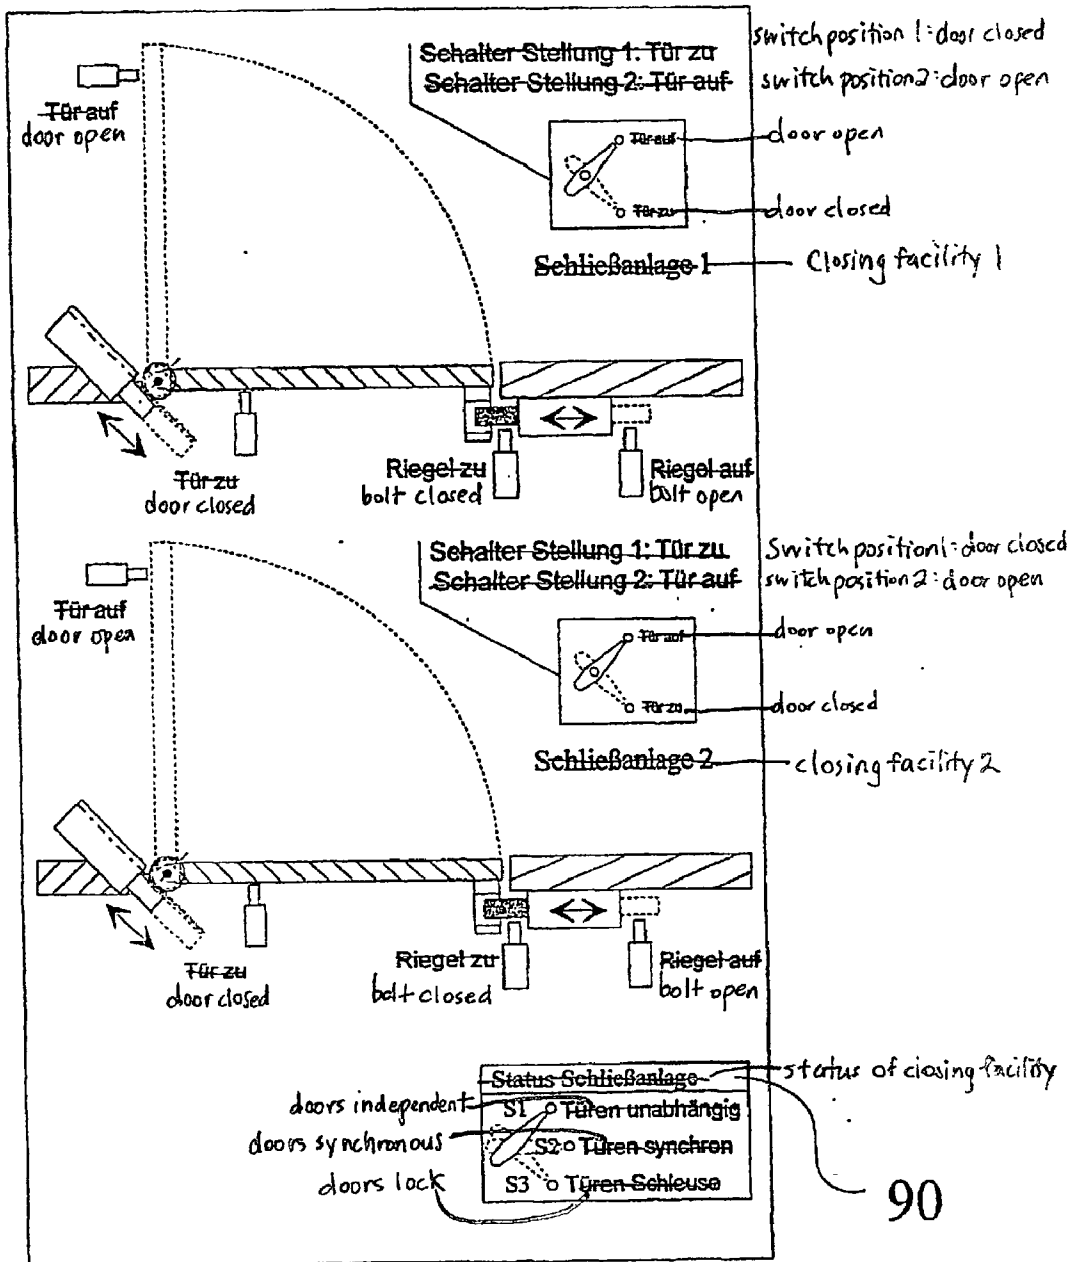 Schalter Stellung 1: Tür zu switch position 1: door closed
Schalter Stellung 2: Tür auf switch position 2: door open
Tür auf
door open
Tür auf door open
Tür zu door closed
Schließanlage 1 Closing facility 1
Tür zu
door closed
Riegel zu
bolt closed
Riegel auf
bolt open
Schalter Stellung 1: Tür zu Switch position 1: door closed
Schalter Stellung 2: Tür auf switch position 2: door open
Tür auf
door open
Tür auf door open
Tür zu door closed
Schließanlage 2 closing facility 2
Tür zu
door closed
Riegel zu
bolt closed
Riegel auf
bolt open
Status Schließanlage status of closing facility
doors independent S1 Türen unabhängig
doors synchronous S2 Türen synchron
doors lock S3 Türen Schleuse
90